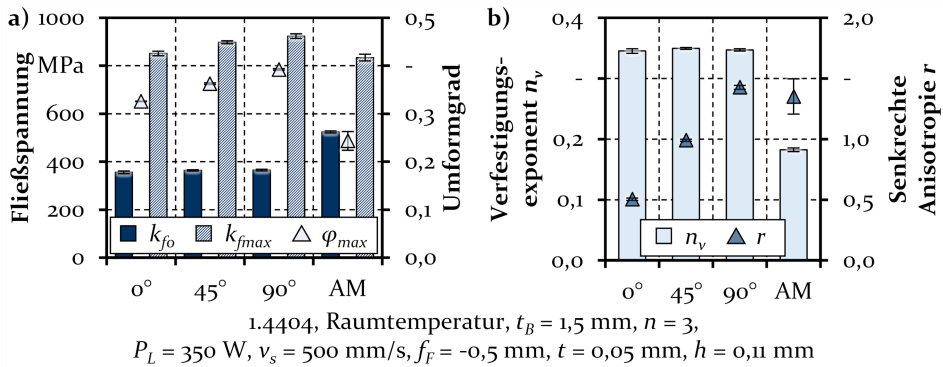 a)
Fließspannung
1000
MPa
600
400
200
0
0,5
-
0,3
0,2
0,1
0,0
Umformgrad
k_fo k_fmax φ_max
0° 45° 90° AM
b)
Verfestigungs-
exponent n_v
0,4
-
0,2
0,1
0,0
2,0
-
1,0
0,5
0,0
Senkrechte
Anisotropie r
n_v r
0° 45° 90° AM
1.4404, Raumtemperatur, t_B = 1,5 mm, n = 3,
P_L = 350 W, v_s = 500 mm/s, f_F = -0,5 mm, t = 0,05 mm, h = 0,11 mm